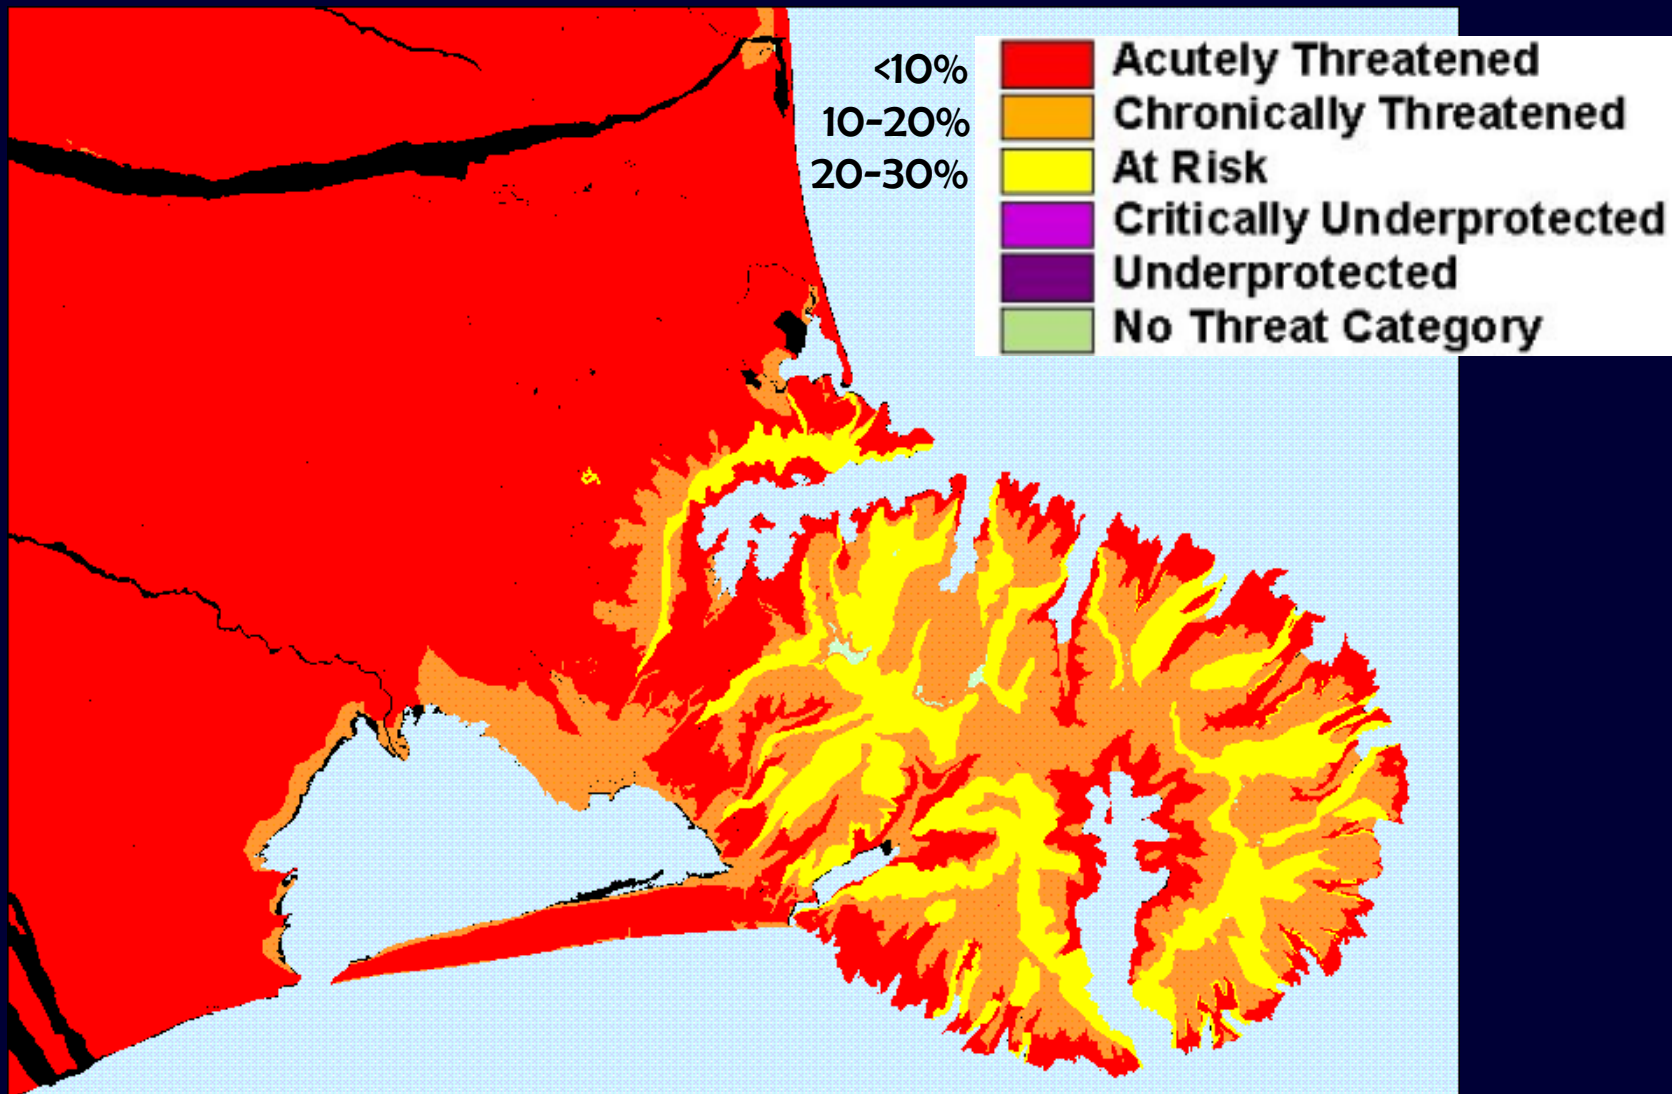 <10% Acutely Threatened
10-20% Chronically Threatened
20-30% At Risk
Critically Underprotected
Underprotected
No Threat Category